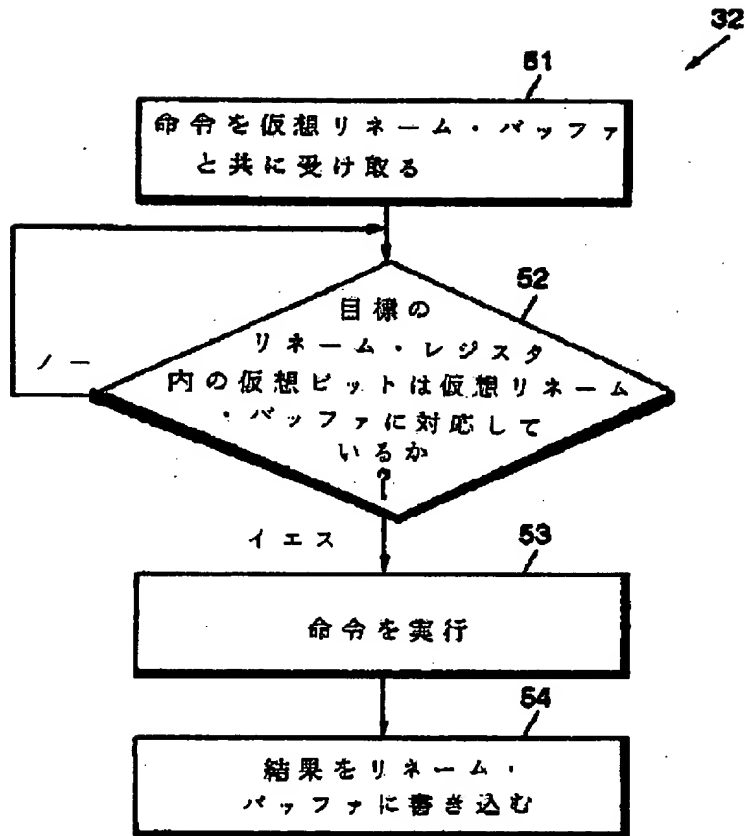 32
51
命令を仮想リネーム・バッファ
と共に受け取る
52
目標の
リネーム・レジスタ
内の仮想ビットは仮想リネーム
・バッファに対応して
いるか
?
ノー
イエス
53
命令を実行
54
結果をリネーム・
バッファに書き込む